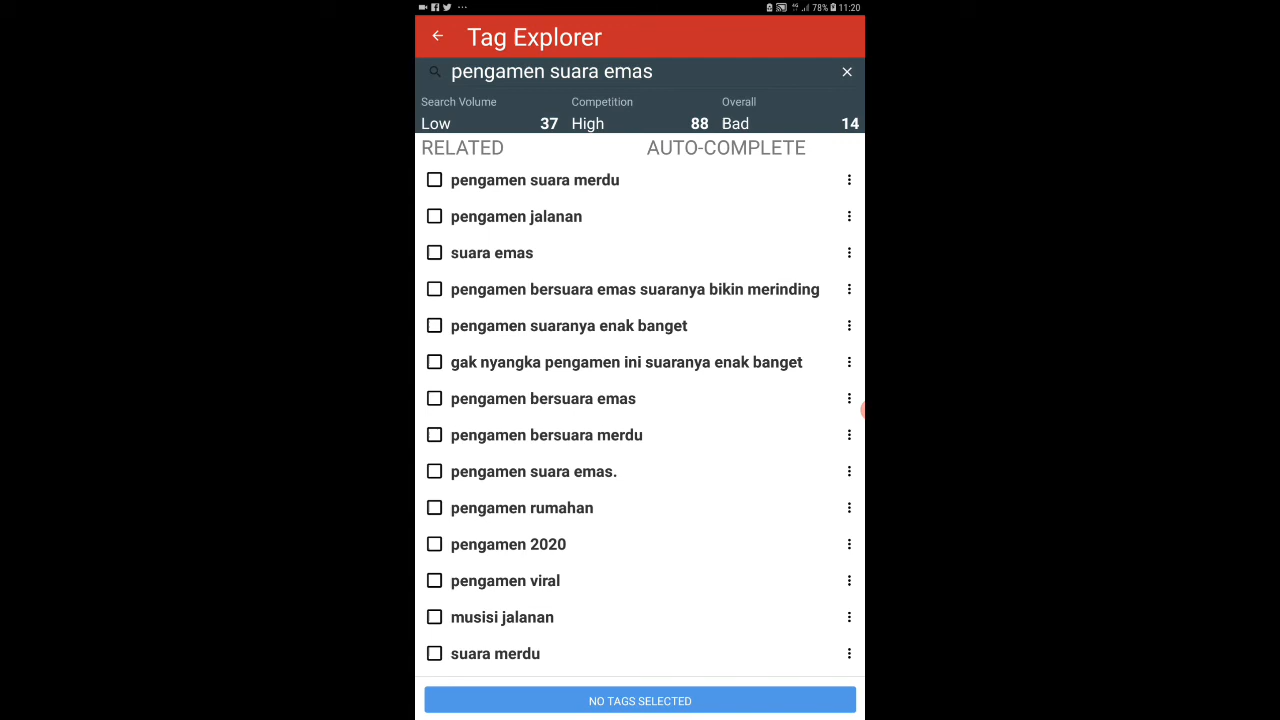 78% 11:20
Tag Explorer
pengamen suara emas
Search Volume Competition Overall
Low 37 High 88 Bad 14
RELATED AUTO-COMPLETE
pengamen suara merdu
pengamen jalanan
suara emas
pengamen bersuara emas suaranya bikin merinding
pengamen suaranya enak banget
gak nyangka pengamen ini suaranya enak banget
pengamen bersuara emas
pengamen bersuara merdu
pengamen suara emas.
pengamen rumahan
pengamen 2020
pengamen viral
musisi jalanan
suara merdu
NO TAGS SELECTED